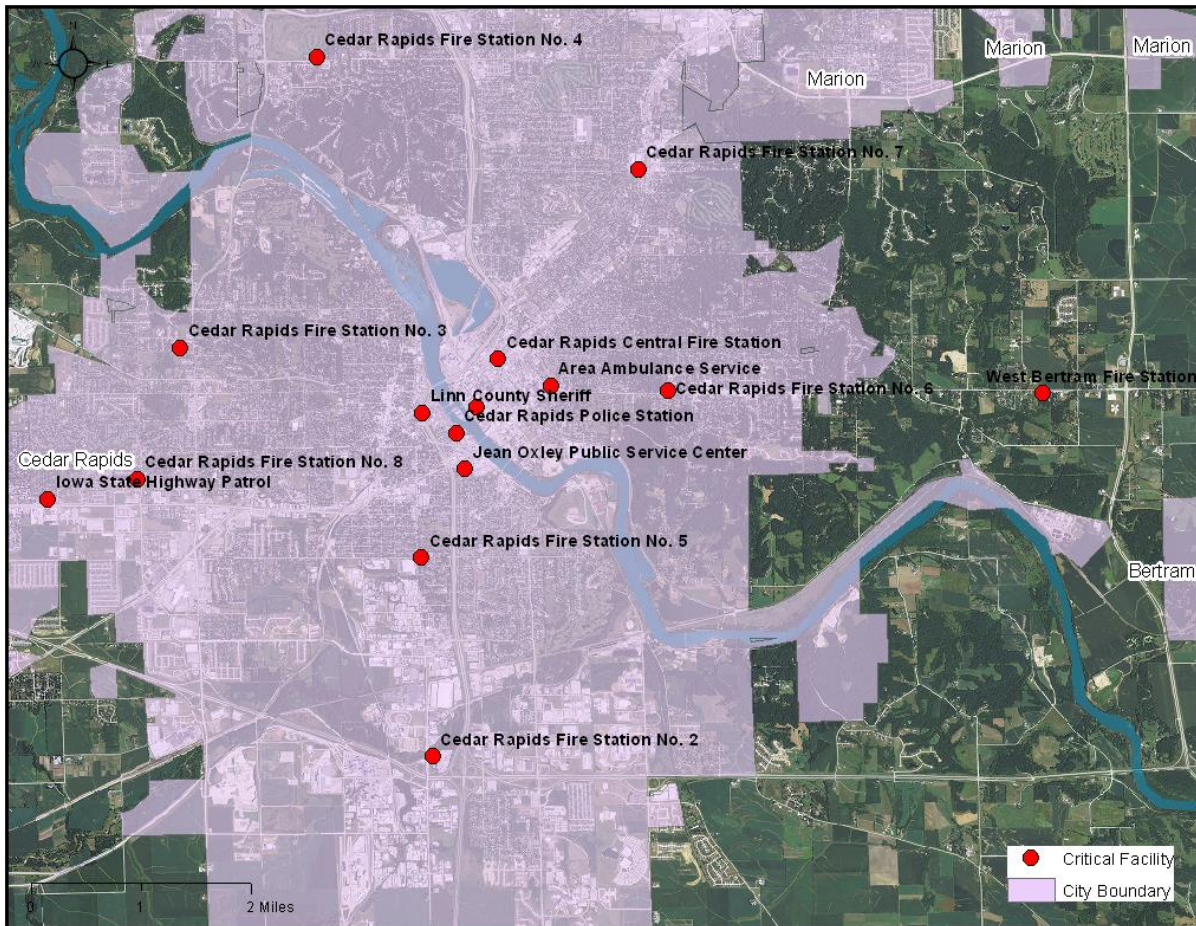 N
W
E
Cedar Rapids Fire Station No. 4
Marion
Marion
Marion
Cedar Rapids Fire Station No. 7
Cedar Rapids Fire Station No. 3
Cedar Rapids Central Fire Station
Area Ambulance Service
Cedar Rapids Fire Station No. 6
West Bertram Fire Station
Linn County Sheriff
Cedar Rapids Police Station
Jean Oxley Public Service Center
Cedar Rapids
Cedar Rapids Fire Station No. 8
Iowa State Highway Patrol
Cedar Rapids Fire Station No. 5
Bertram
Cedar Rapids Fire Station No. 2
Critical Facility
City Boundary
0 1 2 Miles